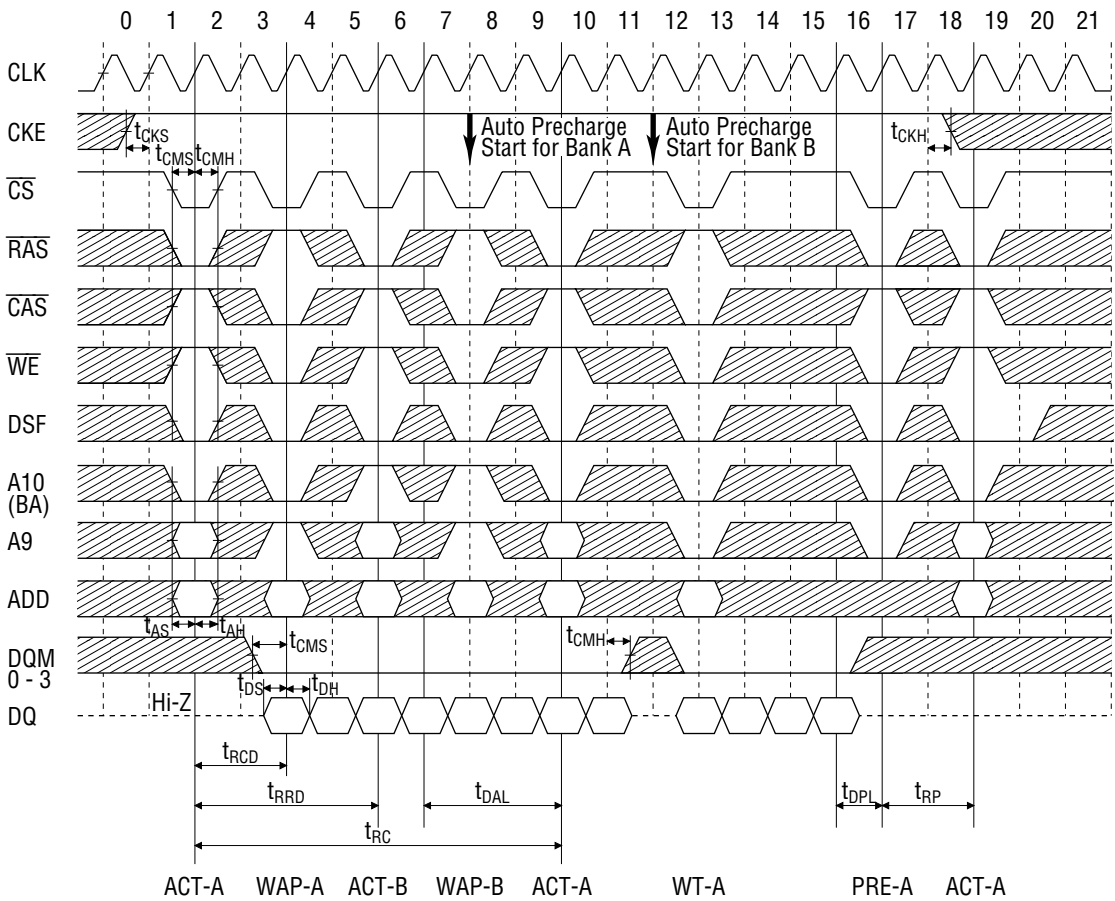 0 1 2 3 4 5 6 7 8 9 10 11 12 13 14 15 16 17 18 19 20 21
CLK
CKE
tCKS
Auto Precharge
Start for Bank A
Auto Precharge
Start for Bank B
tCKH
tCMS tCMH
CS
RAS
CAS
WE
DSF
A10
(BA)
A9
ADD
tAS tAH
DQM
0 - 3
tCMS
tCMH
tDS tDH
DQ
Hi-Z
tRCD
tRRD
tDAL
tDPL
tRP
tRC
ACT-A WAP-A ACT-B WAP-B ACT-A WT-A PRE-A ACT-A